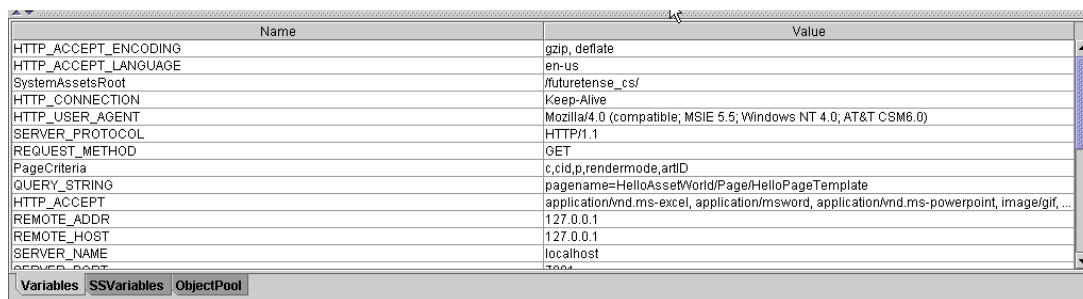 Name Value
HTTP_ACCEPT_ENCODING gzip, deflate
HTTP_ACCEPT_LANGUAGE en-us
SystemAssetsRoot /futuretense_cs/
HTTP_CONNECTION Keep-Alive
HTTP_USER_AGENT Mozilla/4.0 (compatible; MSIE 5.5; Windows NT 4.0; AT&T CSM6.0)
SERVER_PROTOCOL HTTP/1.1
REQUEST_METHOD GET
PageCriteria c,cid,p,rendermode,artID
QUERY_STRING pagename=HelloAssetWorld/Page/HelloPageTemplate
HTTP_ACCEPT application/vnd.ms-excel, application/msword, application/vnd.ms-powerpoint, image/gif, ...
REMOTE_ADDR 127.0.0.1
REMOTE_HOST 127.0.0.1
SERVER_NAME localhost
SERVER_PORT
Variables SSVariables ObjectPool